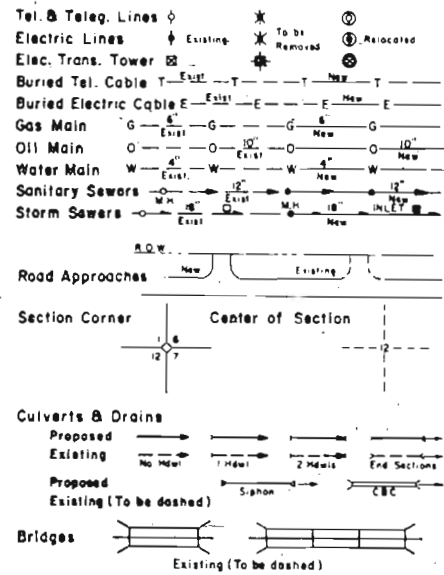 Tel. & Teleg. Lines
Electric Lines Existing To be Removed Relocated
Elec. Trans. Tower
Buried Tel. Cable T Exist T T New T
Buried Electric Cable E Exist E E New E
Gas Main G 6" Exist G G 6" New G
Oil Main O O 10" Exist O O 10" New
Water Main W 4" Exist. W W 4" New W
Sanitary Sewers M.H. 12" Exist 12" New
Storm Sewers 18" Exist M.H. 18" New INLET
R.O.W
Road Approaches New Existing
Section Corner Center of Section
1 6
12 7
12
Culverts & Drains
Proposed
Existing
No Hdwl 1 Hdwl 2 Hdwls End Sections
Proposed Siphon CBC
Existing (To be dashed)
Bridges
Existing (To be dashed)